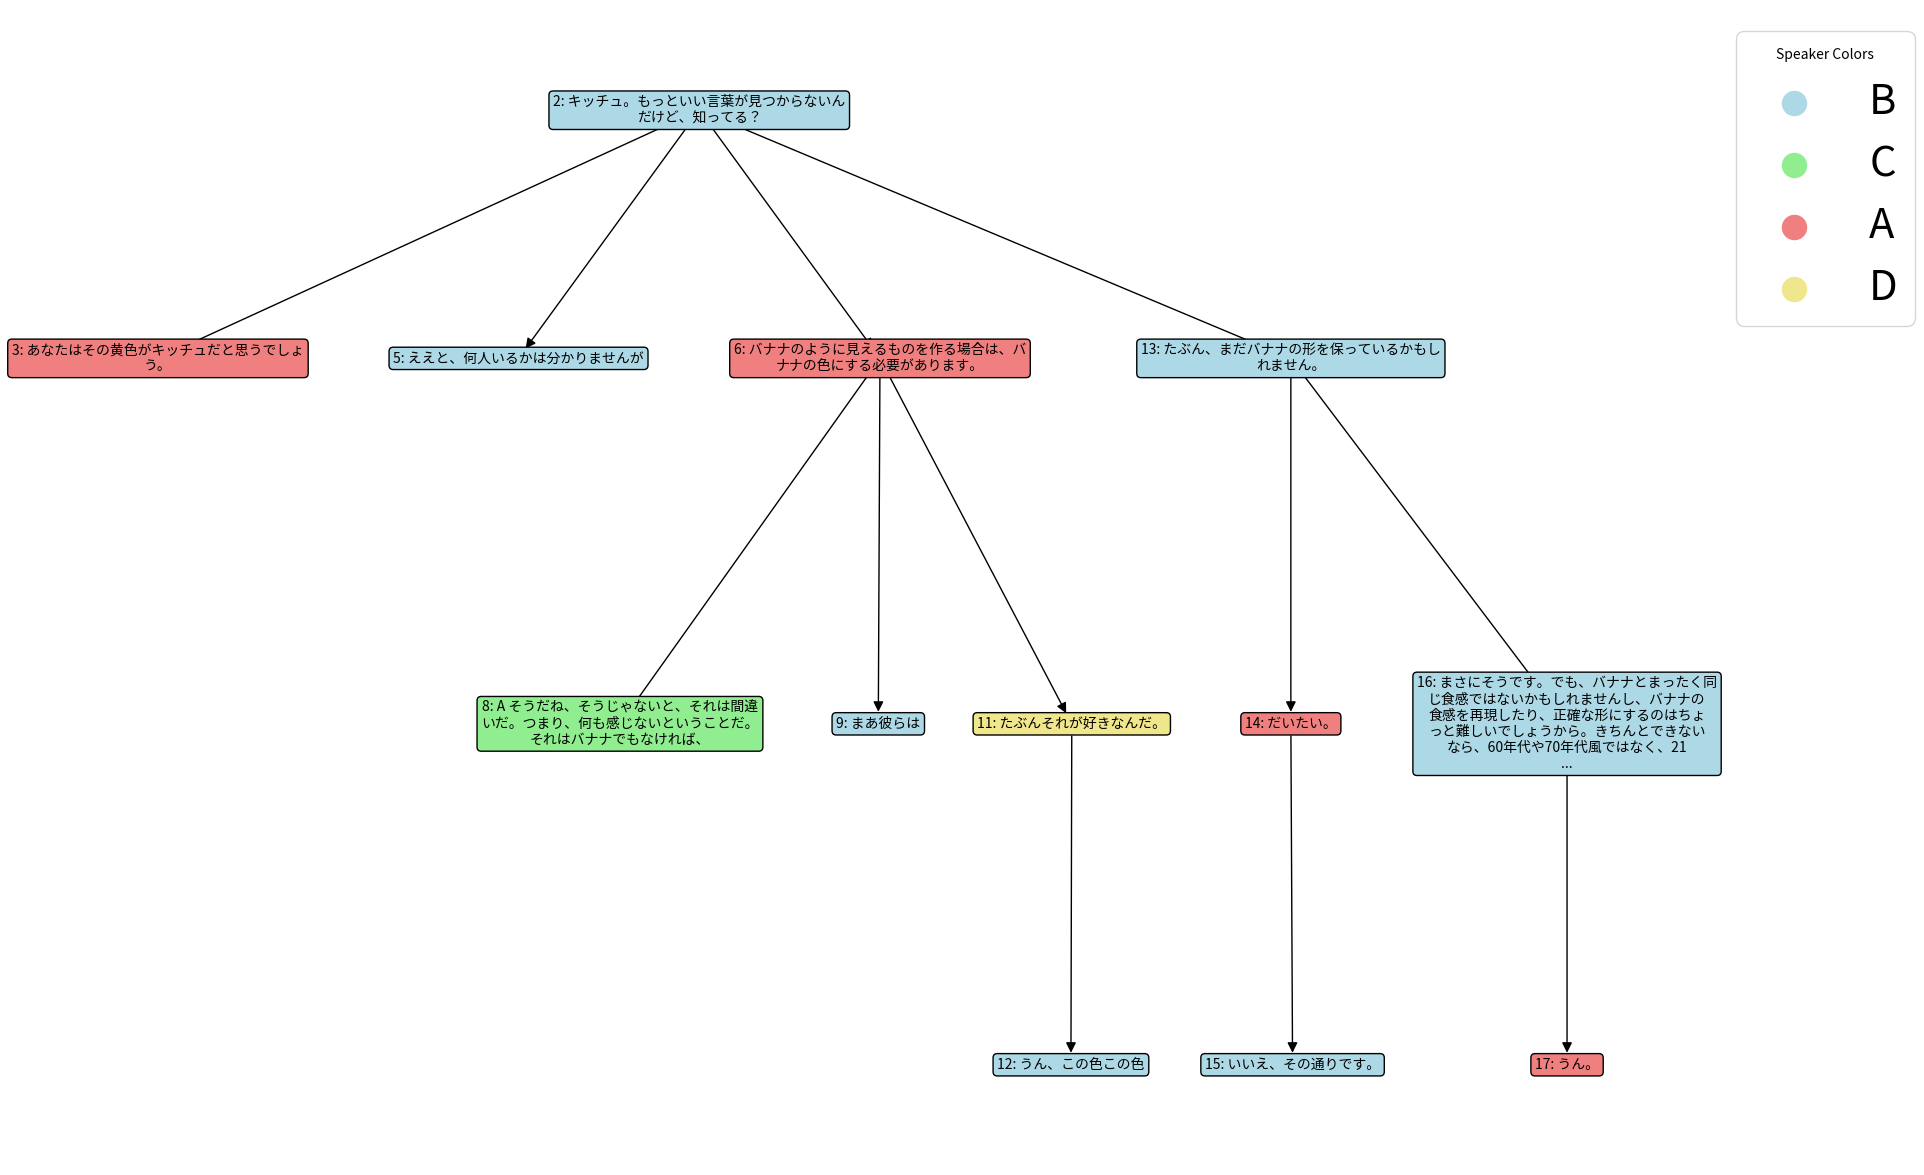 Speaker Colors
B
C
A
D
2: キッチュ。もっといい言葉が見つからないん
だけど、知ってる？
3: あなたはその黄色がキッチュだと思うでしょ
う。
5: ええと、何人いるかは分かりませんが
6: バナナのように見えるものを作る場合は、バ
ナナの色にする必要があります。
13: たぶん、まだバナナの形を保っているかもし
れません。
8: A そうだね、そうじゃないと、それは間違
いだ。つまり、何も感じないということだ。
それはバナナでもなければ、
9: まあ彼らは
11: たぶんそれが好きなんだ。
14: だいたい。
16: まさにそうです。でも、バナナとまったく同
じ食感ではないかもしれませんし、バナナの
食感を再現したり、正確な形にするのはちょ
っと難しいでしょうから。きちんとできない
なら、60年代や70年代風ではなく、21
...
12: うん、この色この色
15: いいえ、その通りです。
17: うん。